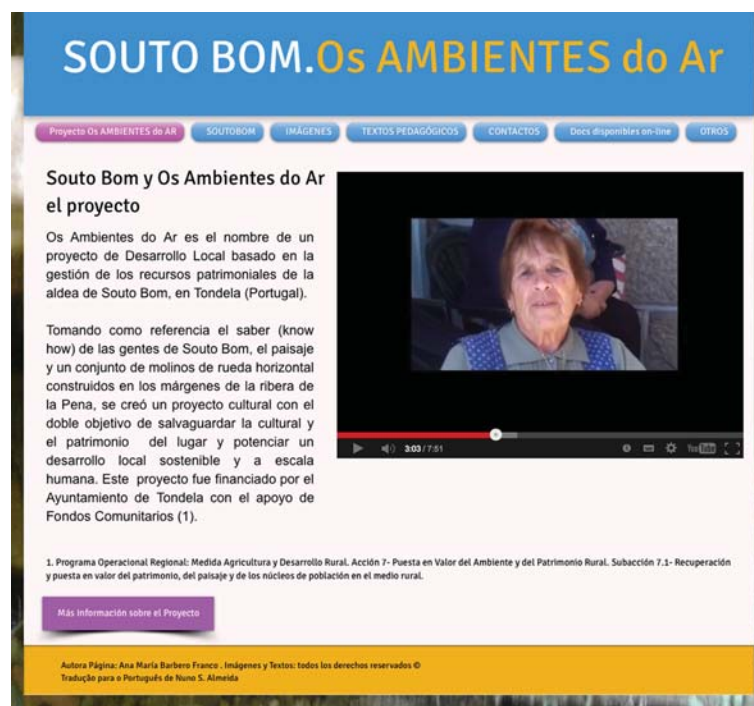 SOUTO BOM.Os AMBIENTES do Ar
Proyecto Os AMBIENTES do AR
SOUTOBOM
IMÁGENES
TEXTOS PEDAGÓGICOS
CONTACTOS
Docs disponibles on-line
OTROS
Souto Bom y Os Ambientes do Ar
el proyecto
Os Ambientes do Ar es el nombre de un
proyecto de Desarrollo Local basado en la
gestión de los recursos patrimoniales de la
aldea de Souto Bom, en Tondela (Portugal).
Tomando como referencia el saber (know
how) de las gentes de Souto Bom, el paisaje
y un conjunto de molinos de rueda horizontal
construidos en los márgenes de la ribera de
la Pena, se creó un proyecto cultural con el
doble objetivo de salvaguardar la cultural y
el patrimonio del lugar y potenciar un
desarrollo local sostenible y a escala
humana. Este proyecto fue financiado por el
Ayuntamiento de Tondela con el apoyo de
Fondos Comunitarios (1).
3:03 / 7:51
YouTube
1. Programa Operacional Regional: Medida Agricultura y Desarrollo Rural. Acción 7- Puesta en Valor del Ambiente y del Patrimonio Rural. Subacción 7.1- Recuperación
y puesta en valor del patrimonio, del paisaje y de los núcleos de población en el medio rural.
Más información sobre el Proyecto
Autora Página: Ana María Barbero Franco . Imágenes y Textos: todos los derechos reservados ©
Tradução para o Português de Nuno S. Almeida